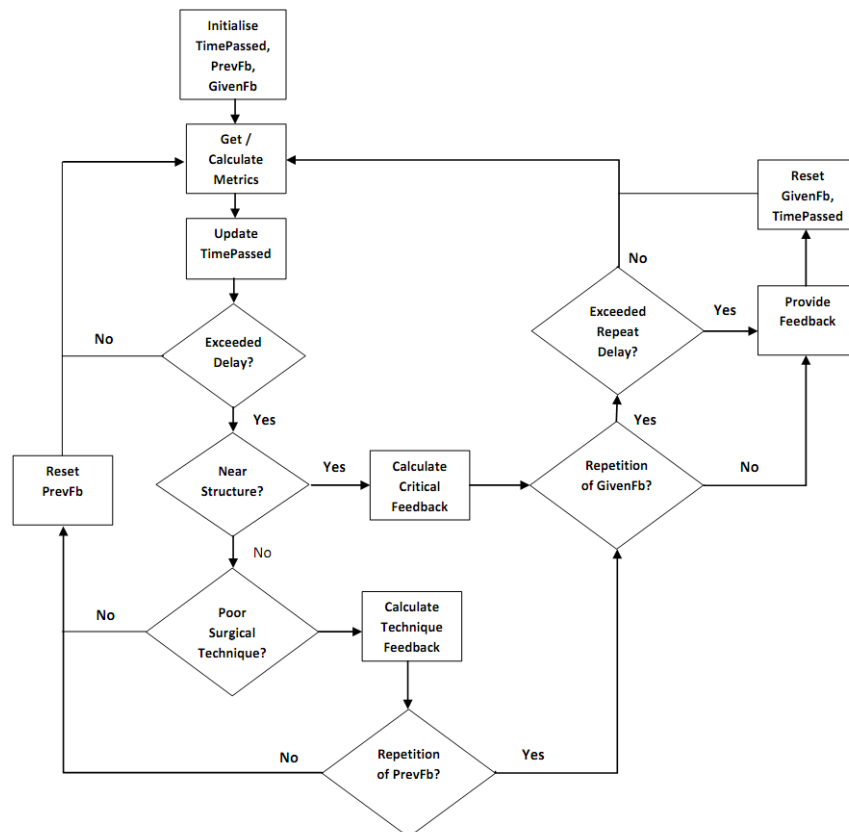 Initialise
TimePassed,
PrevFb,
GivenFb
Get /
Calculate
Metrics
Update
TimePassed
Exceeded
Delay?
No
Yes
Near
Structure?
Yes
No
Reset
PrevFb
Calculate
Critical
Feedback
Repetition
of GivenFb?
Yes
No
Exceeded
Repeat
Delay?
No
Yes
Provide
Feedback
Reset
GivenFb,
TimePassed
Poor
Surgical
Technique?
No
Calculate
Technique
Feedback
Repetition
of PrevFb?
No
Yes